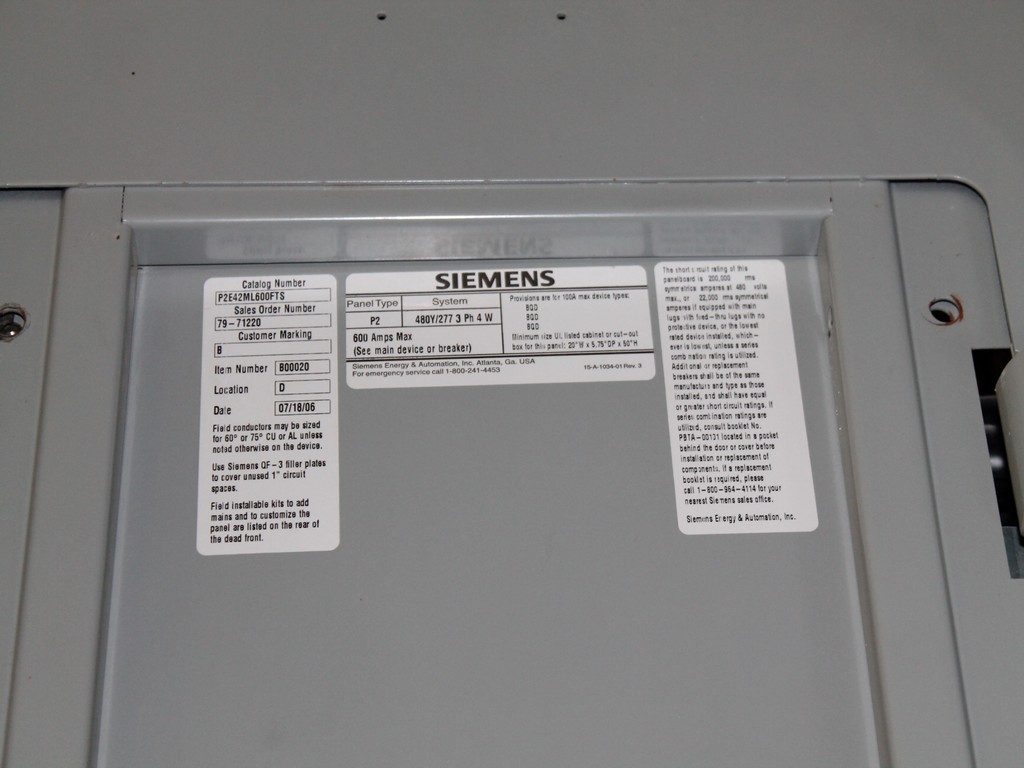 Catalog Number
P2E42ML600FTS
Sales Order Number
79-71220
Customer Marking
B
Item Number B00020
Location D
Date 07/18/06
Field conductors may be sized
for 60° or 75° CU or AL unless
noted otherwise on the device.
Use Siemens QF-3 filler plates
to cover unused 1" circuit
spaces.
Field installable kits to add
mains and to customize the
panel are listed on the rear of
the dead front.
SIEMENS
Panel Type System
P2 480Y/277 3 Ph 4 W
600 Amps Max
(See main device or breaker)
Provisions are for 100A max device types:
BQD
BQD
BQD
Minimum size UL listed cabinet or cut-out
box for this panel: 20"W x 5.75"DP x 50"H
Siemens Energy & Automation, Inc. Atlanta, Ga. USA
For emergency service call 1-800-241-4453
15-A-1034-01 Rev. 3
The short circuit rating of this
panelboard is 200,000 rms
symmetrical amperes at 480 volts
max., or 22,000 rms symmetrical
amperes if equipped with main
lugs with feed-thru lugs with no
protective device, or the lowest
rated device installed, which-
ever is lowest, unless a series
combination rating is utilized.
Additional or replacement
breakers shall be of the same
manufacture and type as those
installed, and shall have equal
or greater short circuit ratings. If
series combination ratings are
utilized, consult booklet No.
PBTA-00131 located in a pocket
behind the door or cover before
installation or replacement of
components. If a replacement
booklet is required, please
call 1-800-964-4114 for your
nearest Siemens sales office.
Siemens Energy & Automation, Inc.